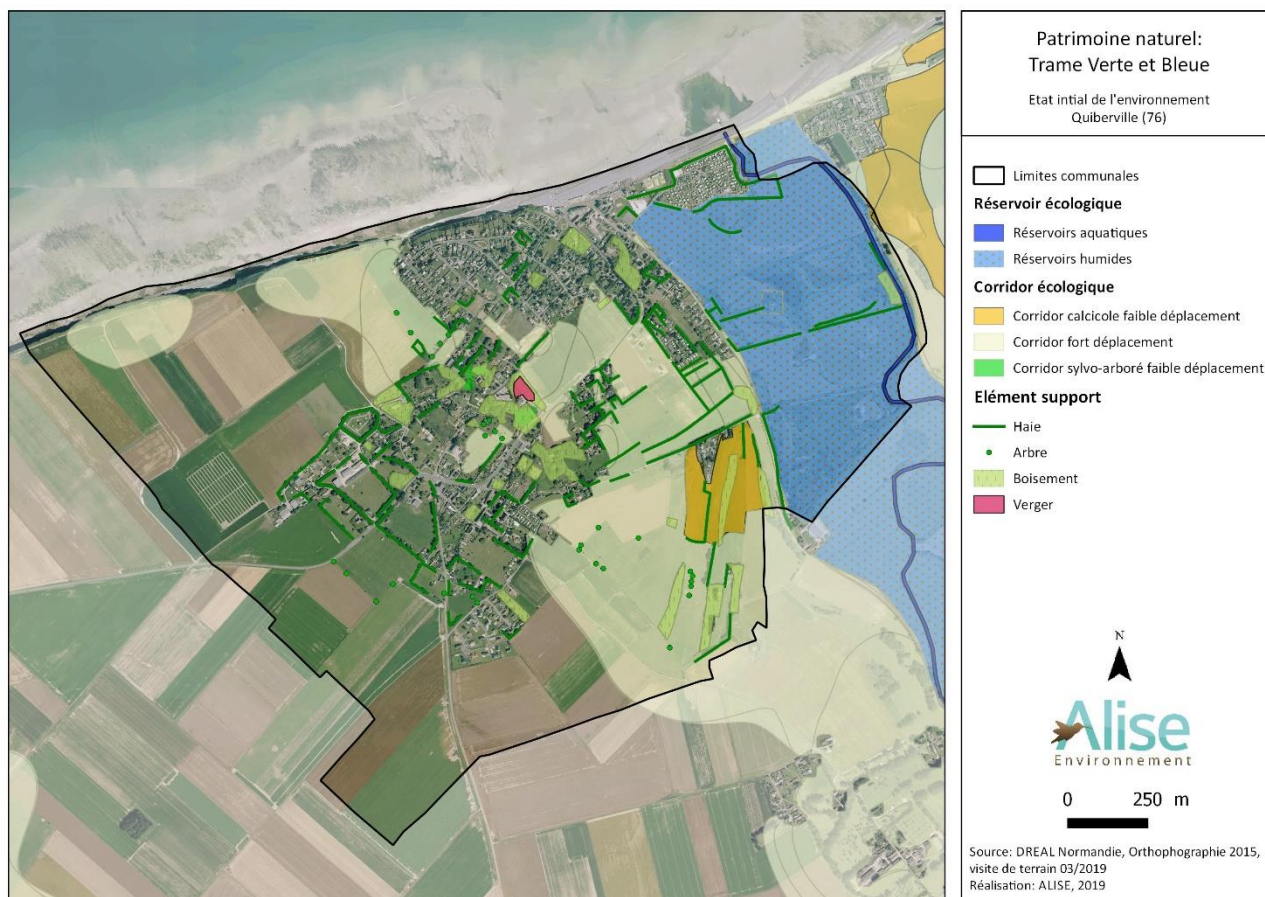 Patrimoine naturel:
Trame Verte et Bleue
Etat intial de l'environnement
Quiberville (76)
Limites communales
Réservoir écologique
Réservoirs aquatiques
Réservoirs humides
Corridor écologique
Corridor calcicole faible déplacement
Corridor fort déplacement
Corridor sylvo-arboré faible déplacement
Elément support
Haie
Arbre
Boisement
Verger
N
Alise
Environnement
0 250 m
Source: DREAL Normandie, Orthophographie 2015,
visite de terrain 03/2019
Réalisation: ALISE, 2019